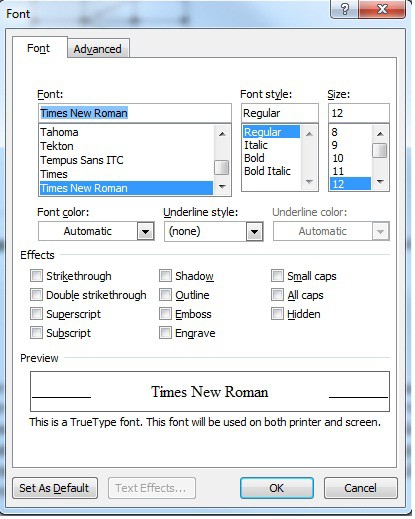 Font
Font Advanced
Font: Font style: Size:
Times New Roman Regular 12
Tahoma Regular 8
Tekton Italic 9
Tempus Sans ITC Bold 10
Times Bold Italic 11
Times New Roman 12
Font color: Underline style: Underline color:
Automatic (none) Automatic
Effects
Strikethrough Shadow Small caps
Double strikethrough Outline All caps
Superscript Emboss Hidden
Subscript Engrave
Preview
Times New Roman
This is a TrueType font. This font will be used on both printer and screen.
Set As Default Text Effects... OK Cancel